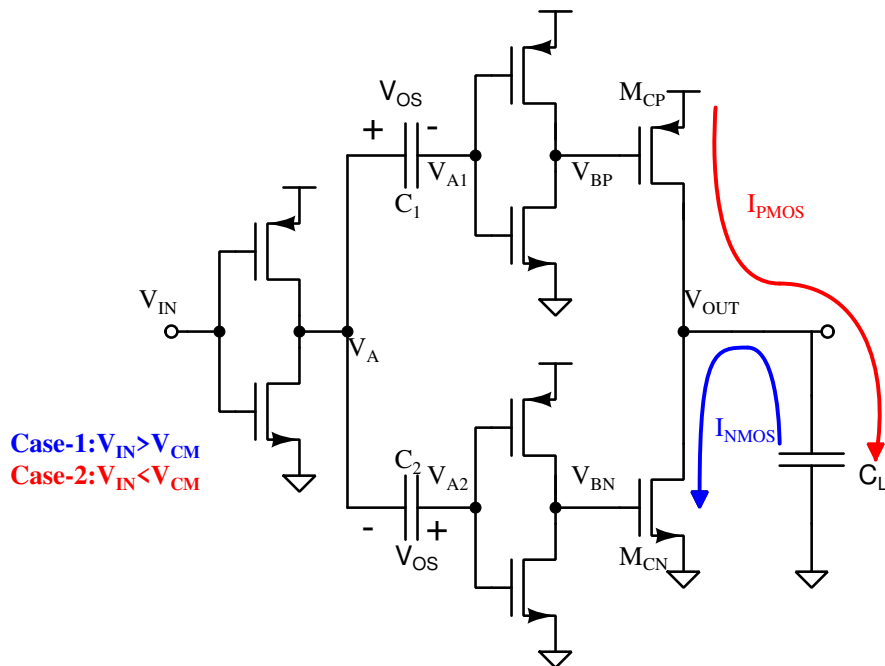 M_CP
V_OS
+ -
V_A1
V_BP
C_1
I_PMOS
V_IN
V_OUT
V_A
I_NMOS
Case-1:V_IN>V_CM
Case-2:V_IN<V_CM
C_2
V_A2
V_BN
C_L
- +
V_OS
M_CN